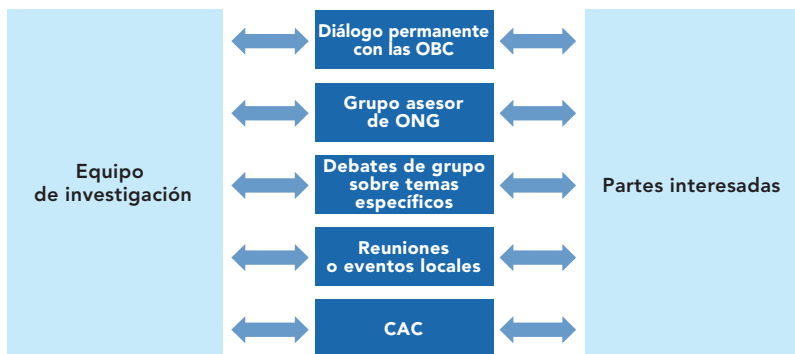 Diálogo permanente
con las OBC
Grupo asesor
de ONG
Equipo
de investigación
Debates de grupo
sobre temas
específicos
Partes interesadas
Reuniones
o eventos locales
CAC